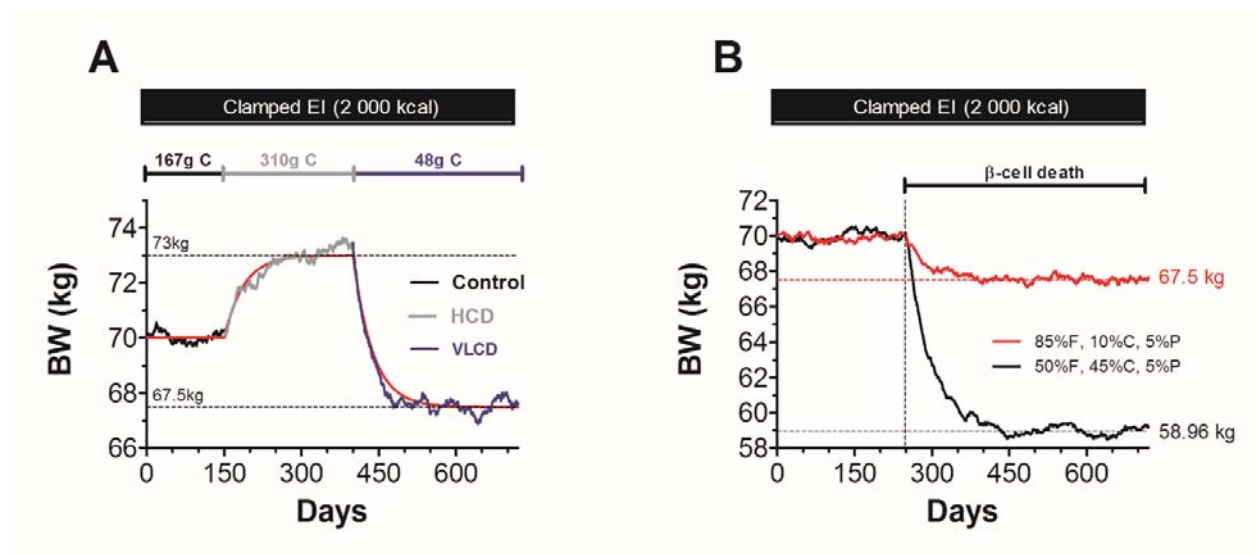 A
Clamped EI (2 000 kcal)
167g C 310g C 48g C
74
73kg
72
70
68
67.5kg
66
BW (kg)
Control
HCD
VLCD
0 150 300 450 600
Days
B
Clamped EI (2 000 kcal)
β-cell death
72
70
68
66
64
62
60
58
BW (kg)
67.5 kg
85%F, 10%C, 5%P
50%F, 45%C, 5%P
58.96 kg
0 150 300 450 600
Days